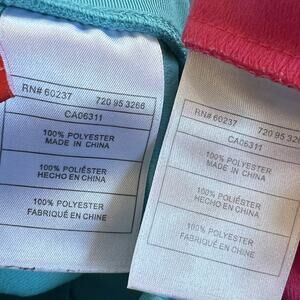 RN# 60237 720 95 3266
CA06311
100% POLYESTER
MADE IN CHINA
100% POLIÉSTER
HECHO EN CHINA
100% POLYESTER
FABRIQUÉ EN CHINE
RN# 60237 720 95 3266
CA06311
100% POLYESTER
MADE IN CHINA
100% POLIÉSTER
HECHO EN CHINA
100% POLYESTER
FABRIQUÉ EN CHINE